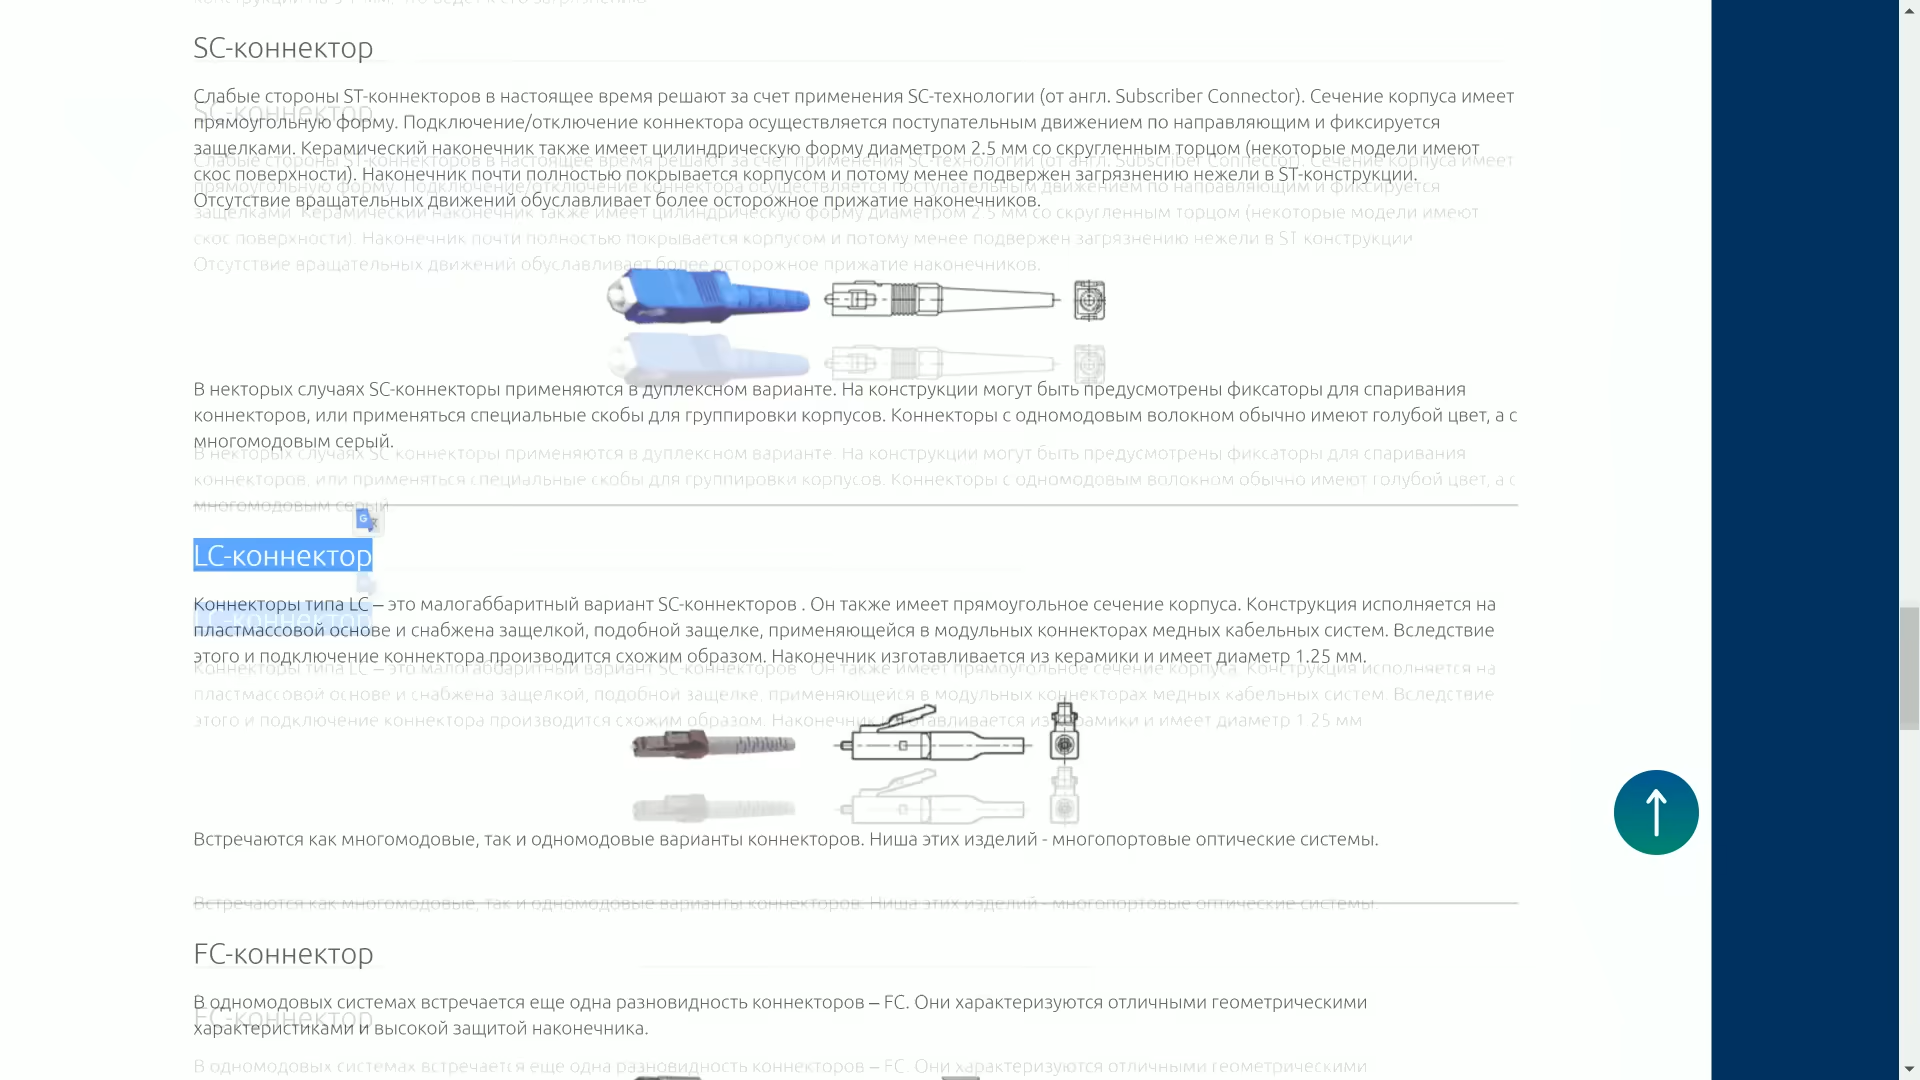 SC-коннектор
Слабые стороны ST-коннекторов в настоящее время решают за счет применения SC-технологии (от англ. Subscriber Connector). Сечение корпуса имеет
прямоугольную форму. Подключение/отключение коннектора осуществляется поступательным движением по направляющим и фиксируется
защелками. Керамический наконечник также имеет цилиндрическую форму диаметром 2.5 мм со скругленным торцом (некоторые модели имеют
скос поверхности). Наконечник почти полностью покрывается корпусом и потому менее подвержен загрязнению нежели в ST-конструкции.
Отсутствие вращательных движений обуславливает более осторожное прижатие наконечников.
В некторых случаях SC-коннекторы применяются в дуплексном варианте. На конструкции могут быть предусмотрены фиксаторы для спаривания
коннекторов, или применяться специальные скобы для группировки корпусов. Коннекторы с одномодовым волокном обычно имеют голубой цвет, а с
многомодовым серый.
LC-коннектор
Коннекторы типа LC – это малогаббаритный вариант SC-коннекторов . Он также имеет прямоугольное сечение корпуса. Конструкция исполняется на
пластмассовой основе и снабжена защелкой, подобной защелке, применяющейся в модульных коннекторах медных кабельных систем. Вследствие
этого и подключение коннектора производится схожим образом. Наконечник изготавливается из керамики и имеет диаметр 1.25 мм.
Встречаются как многомодовые, так и одномодовые варианты коннекторов. Ниша этих изделий - многопортовые оптические системы.
FC-коннектор
В одномодовых системах встречается еще одна разновидность коннекторов – FC. Они характеризуются отличными геометрическими
характеристиками и высокой защитой наконечника.